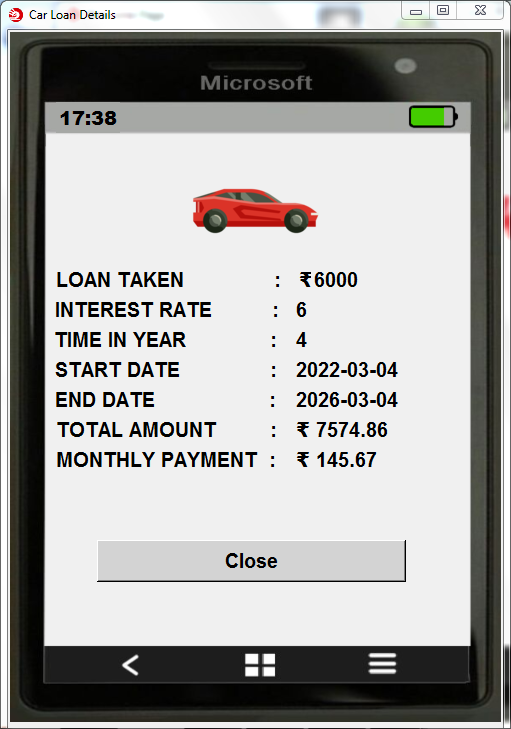 Car Loan Details
Microsoft
17:38
LOAN TAKEN : ₹6000
INTEREST RATE : 6
TIME IN YEAR : 4
START DATE : 2022-03-04
END DATE : 2026-03-04
TOTAL AMOUNT : ₹ 7574.86
MONTHLY PAYMENT : ₹ 145.67
Close